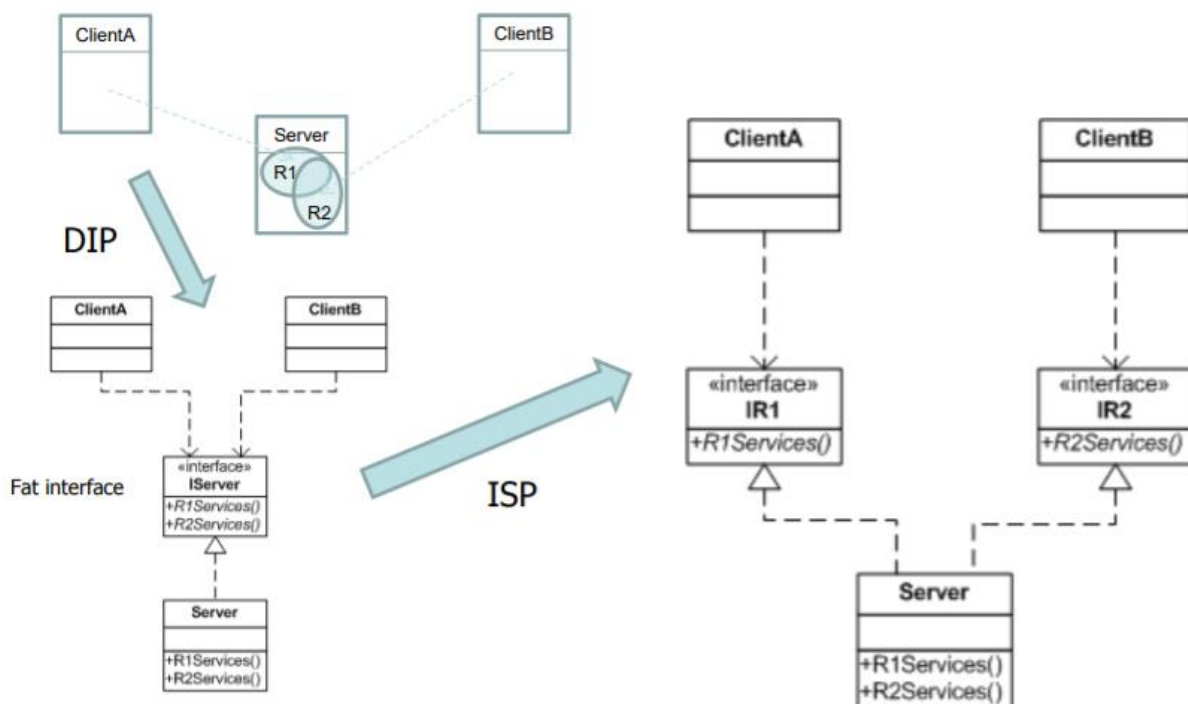 ClientA
ClientB
Server
R1
R2
DIP
ClientA
ClientB
Fat interface
«interface»
IServer
+R1Services()
+R2Services()
Server
+R1Services()
+R2Services()
ISP
ClientA
ClientB
«interface»
IR1
+R1Services()
«interface»
IR2
+R2Services()
Server
+R1Services()
+R2Services()